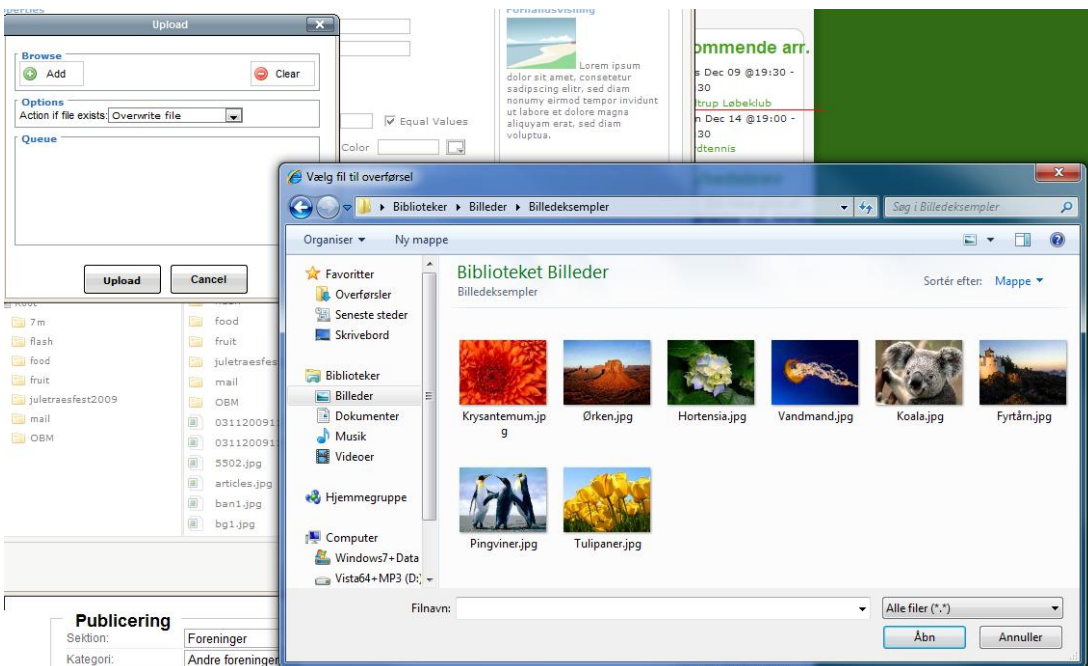 Upload
Browse
Add
Clear
Options
Action if file exists: Overwrite file
Queue
Upload
Cancel
Equal Values
Color
Forhåndsvisning
Lorem ipsum
dolor sit amet, consetetur
sadipscing elitr, sed diam
nonumy eirmod tempor invidunt
ut labore et dolore magna
aliquyam erat, sed diam
voluptua.
ommende arr.
s Dec 09 @19:30 -
30
trup Løbeklub
n Dec 14 @19:00 -
30
rdtennis
7m
flash
food
fruit
juletraesfest2009
mail
OBM
food
fruit
juletraesfes
mail
OBM
5502.jpg
articles.jpg
ban1.jpg
bg1.jpg
Vælg fil til overførsel
Biblioteker
Billeder
Billedeksempler
Søg i Billedeksempler
Organiser
Ny mappe
Favoritter
Overførsler
Seneste steder
Skrivebord
Biblioteker
Billeder
Dokumenter
Musik
Videoer
Hjemmegruppe
Computer
Windows7+Data
Vista64+MP3 (D:)
Biblioteket Billeder
Billedeksempler
Sortér efter: Mappe
Krysantemum.jp
g
Ørken.jpg
Hortensia.jpg
Vandmand.jpg
Koala.jpg
Fyrtårn.jpg
Pingviner.jpg
Tulipaner.jpg
Filnavn:
Alle filer (*.*)
Åbn
Annuller
Publicering
Sektion:
Foreninger
Kategori:
Andre foreninger